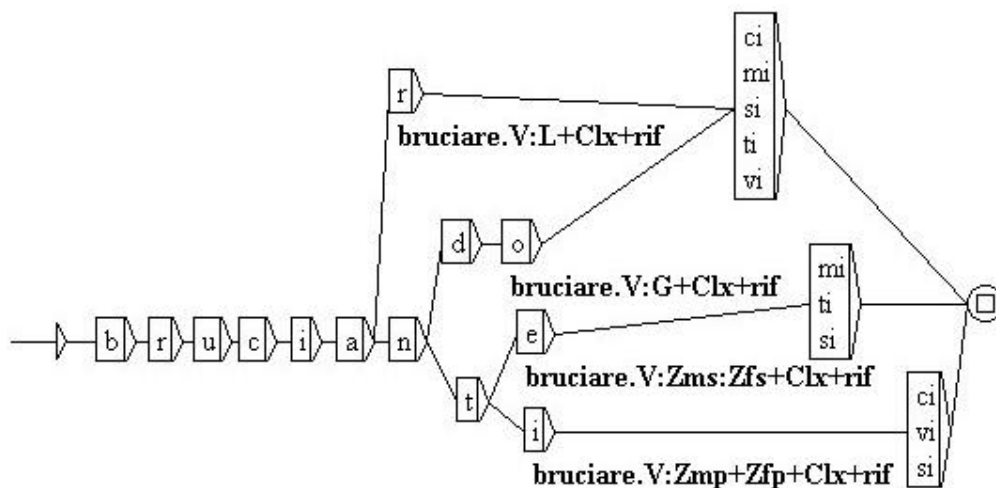 ci
mi
si
ti
vi
r
bruciare.V:L+Clx+rif
d o
bruciare.V:G+Clx+rif
mi
ti
si
b r u c i a n
e
bruciare.V:Zms:Zfs+Clx+rif
t
i
ci
vi
si
bruciare.V:Zmp+Zfp+Clx+rif